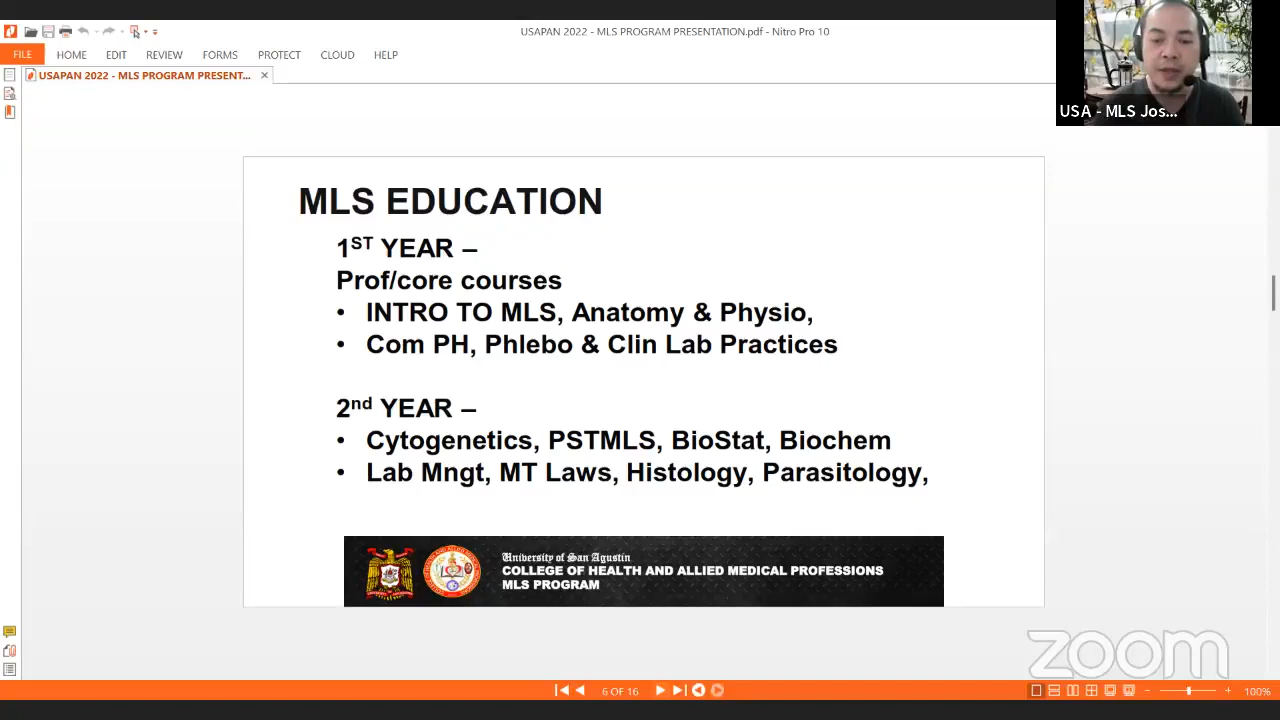 USAPAN 2022 - MLS PROGRAM PRESENTATION.pdf - Nitro Pro 10
FILE HOME EDIT REVIEW FORMS PROTECT CLOUD HELP
USAPAN 2022 - MLS PROGRAM PRESENT...
USA - MLS Jos...
MLS EDUCATION
1ST YEAR –
Prof/core courses
• INTRO TO MLS, Anatomy & Physio,
• Com PH, Phlebo & Clin Lab Practices
2nd YEAR –
• Cytogenetics, PSTMLS, BioStat, Biochem
• Lab Mngt, MT Laws, Histology, Parasitology,
University of San Agustin
COLLEGE OF HEALTH AND ALLIED MEDICAL PROFESSIONS
MLS PROGRAM
zoom
6 OF 16
100%